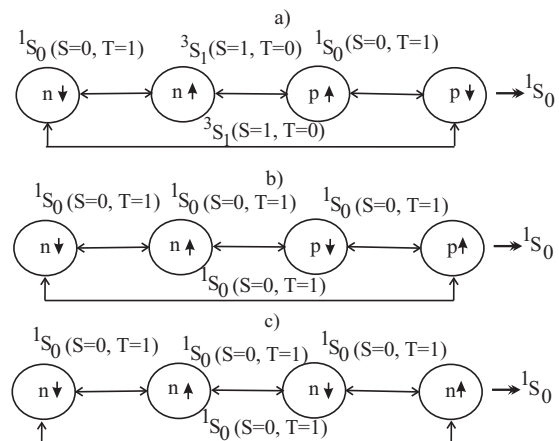 a)
¹S₀ (S=0, T=1) ³S₁(S=1, T=0) ¹S₀ (S=0, T=1)
n n p p ¹S₀
³S₁(S=1, T=0)
b)
¹S₀ (S=0, T=1) ¹S₀ (S=0, T=1) ¹S₀ (S=0, T=1)
n n p p ¹S₀
¹S₀ (S=0, T=1)
c)
¹S₀ (S=0, T=1) ¹S₀ (S=0, T=1) ¹S₀ (S=0, T=1)
n n n n ¹S₀
¹S₀ (S=0, T=1)